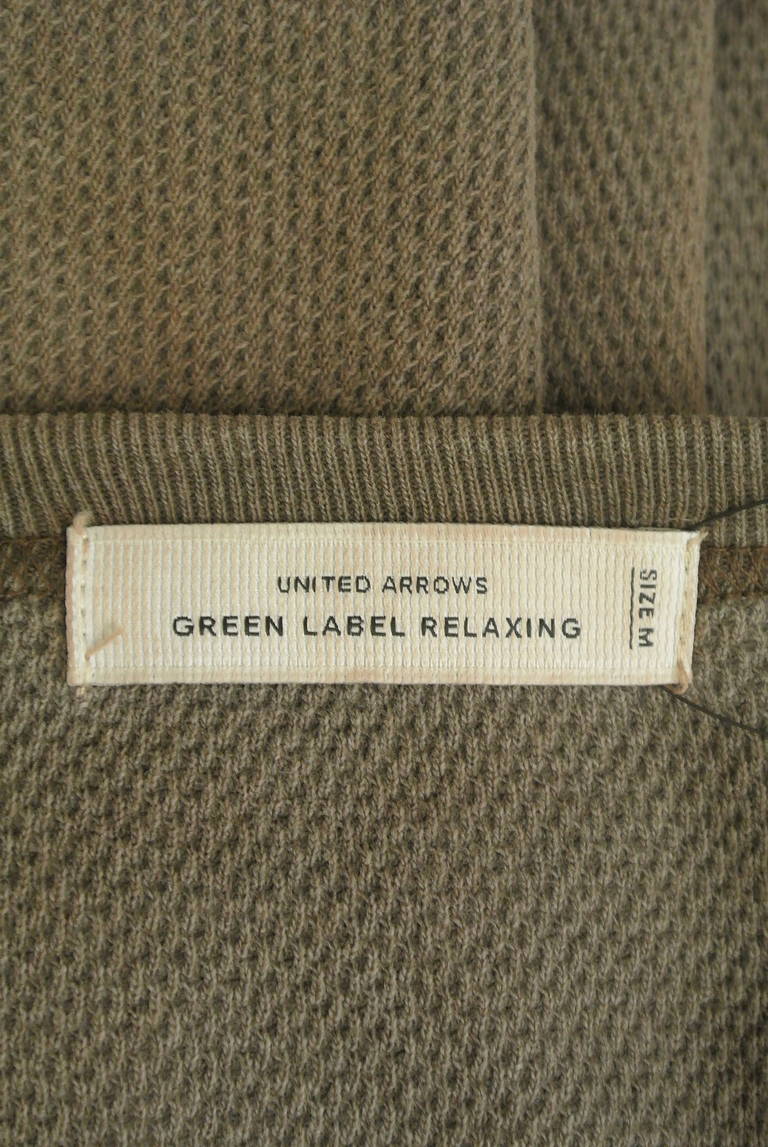 UNITED ARROWS
GREEN LABEL RELAXING
SIZE M